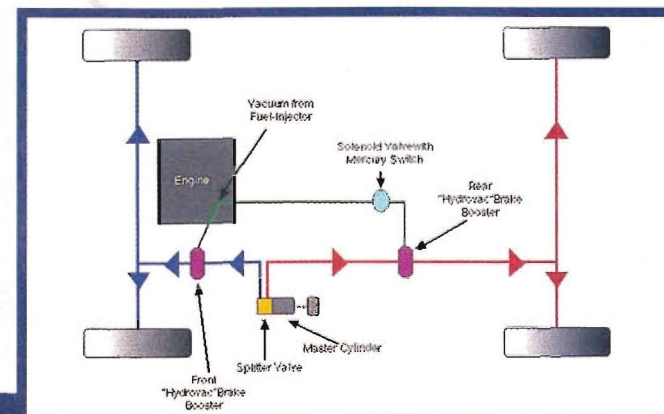 Vacuum from
Fuel-Injector
Engine
Solenoid Valve with
Mercury Switch
Rear
"Hydrovac" Brake
Booster
Master Cylinder
Splitter Valve
Front
"Hydrovac" Brake
Booster